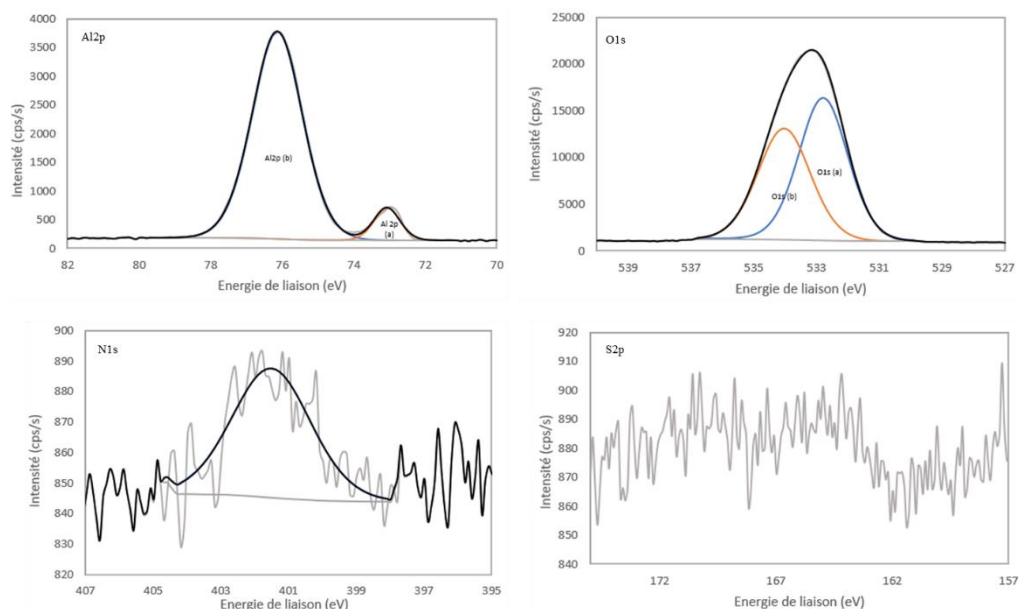 Al2p
Intensité (cps/s)
4000
3500
3000
2500
2000
1500
1000
500
0
Al2p (b)
Al 2p
(a)
82 80 78 76 74 72 70
Energie de liaison (eV)
O1s
Intensité (cps/s)
25000
20000
15000
10000
5000
0
O1s (a)
O1s (b)
539 537 535 533 531 529 527
Energie de liaison (eV)
N1s
Intensité (cps/s)
900
890
880
870
860
850
840
830
820
407 405 403 401 399 397 395
Energie de liaison (eV)
S2p
Intensité (cps/s)
920
910
900
890
880
870
860
850
840
172 167 162 157
Energie de liaison (eV)